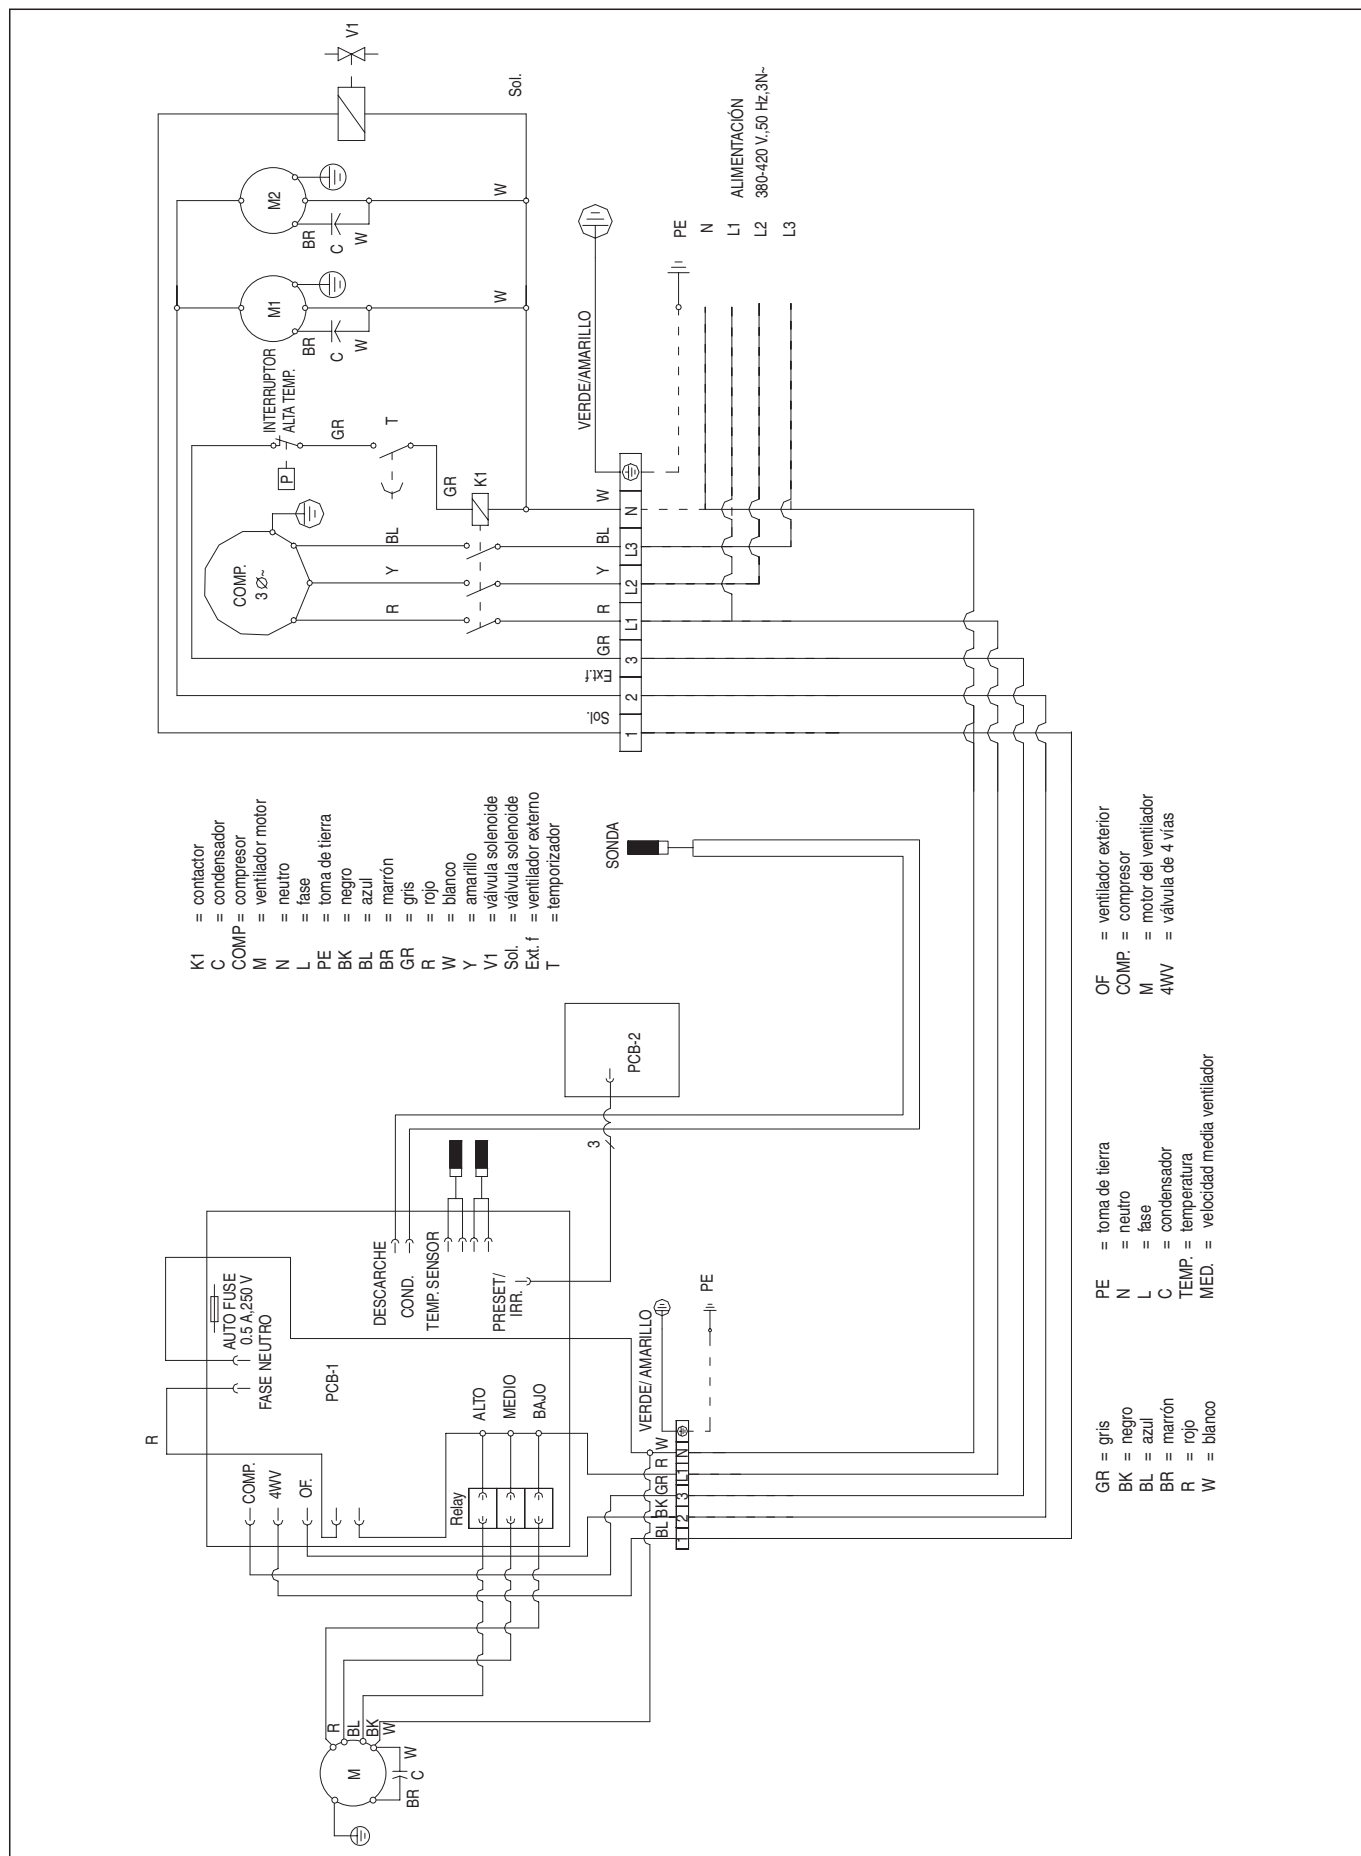 V1
Sol.
M2
BR
C
W
W
M1
BR
C
W
W
INTERRUPTOR
ALTA TEMP.
P
GR
T
GR
K1
COMP.
3 Ø~
BL
Y
R
VERDE/AMARILLO
W
BL
Y
R
GR
Ext.f
Sol.
N
L3
L2
L1
3
2
1
PE
N
L1
L2
L3
ALIMENTACIÓN
380-420 V.,50 Hz,3N~
K1 = contactor
C = condensador
COMP = compresor
M = ventilador motor
N = neutro
L = fase
PE = toma de tierra
BK = negro
BL = azul
BR = marrón
GR = gris
R = rojo
W = blanco
Y = amarillo
V1 = válvula solenoide
Sol. = válvula solenoide
Ext. f = ventilador externo
T = temporizador
SONDA
PCB-2
3
DESCARCHE
COND.
TEMP. SENSOR
PRESET/
IRR.
AUTO FUSE
0.5 A,250 V
FASE NEUTRO
PCB-1
R
COMP.
4WV
OF.
ALTO
MEDIO
BAJO
Relay
VERDE/ AMARILLO
PE
BL BK GR R W
1 2 3 L1 N
M
R
BL
BK
W
W
C
BR
OF = ventilador exterior
COMP. = compresor
M = motor del ventilador
4WV = válvula de 4 vías
PE = toma de tierra
N = neutro
L = fase
C = condensador
TEMP. = temperatura
MED. = velocidad media ventilador
GR = gris
BK = negro
BL = azul
BR = marrón
R = rojo
W = blanco